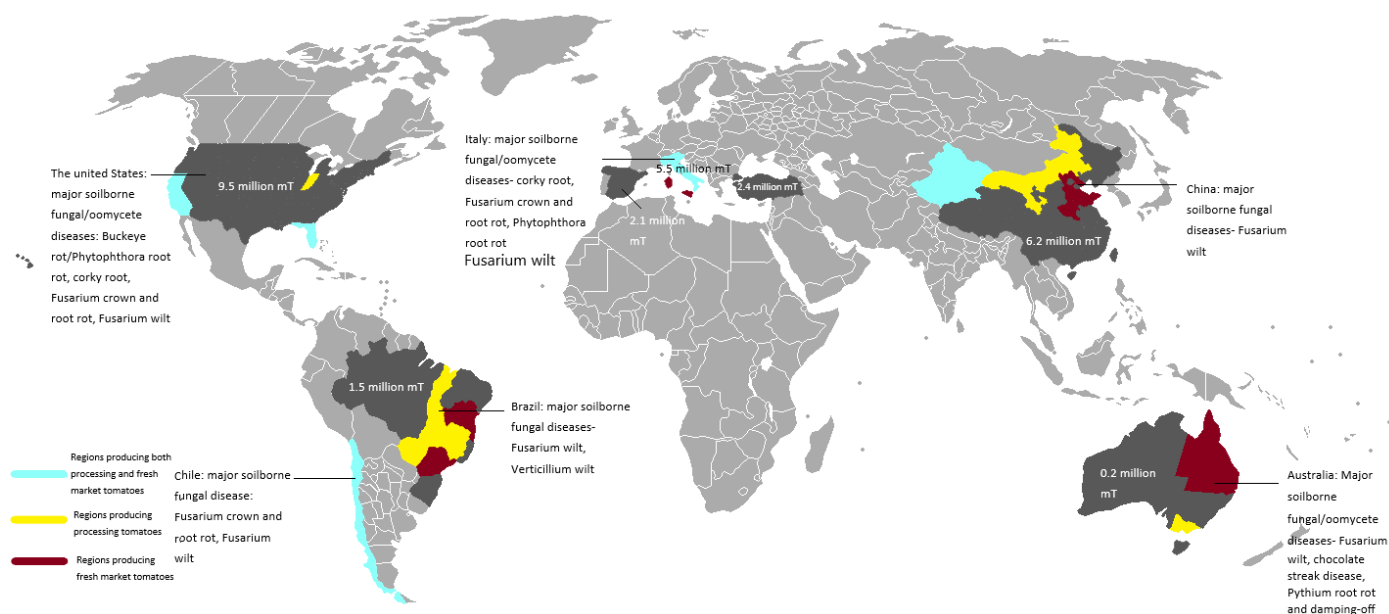 The united States:
major soilborne
fungal/oomycete
diseases: Buckeye
rot/Phytophthora root
rot, corky root,
Fusarium crown and
root rot, Fusarium wilt
9.5 million mT
Italy: major soilborne
fungal/oomycete
diseases- corky root,
Fusarium crown and
root rot, Phytophthora
root rot
Fusarium wilt
5.5 million mT
2.4 million mT
2.1 million
mT
6.2 million mT
China: major
soilborne fungal
diseases- Fusarium
wilt
1.5 million mT
Brazil: major soilborne
fungal diseases-
Fusarium wilt,
Verticillium wilt
Chile: major soilborne
fungal disease:
Fusarium crown and
root rot, Fusarium
wilt
0.2 million
mT
Australia: Major
soilborne
fungal/oomycete
diseases- Fusarium
wilt, chocolate
streak disease,
Pythium root rot
and damping-off
Regions producing both
processing and fresh
market tomatoes
Regions producing
processing tomatoes
Regions producing
fresh market tomatoes